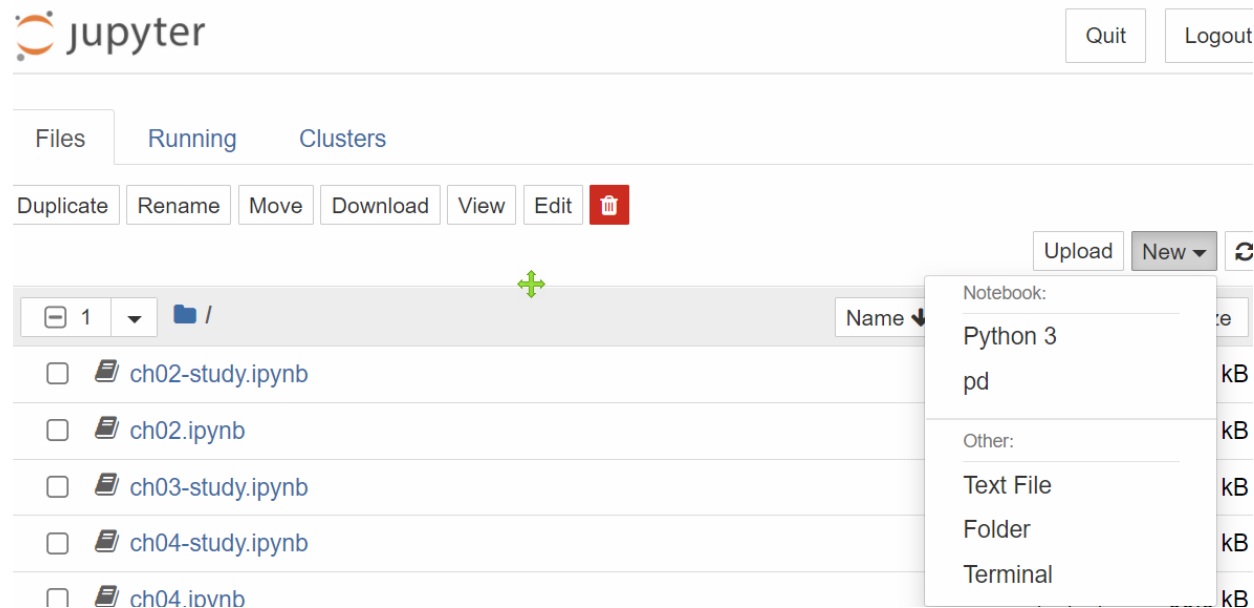 jupyter
Quit
Logout
Files
Running
Clusters
Duplicate
Rename
Move
Download
View
Edit
Upload
New
1
/
Name
Notebook:
Python 3
pd
Other:
Text File
Folder
Terminal
ch02-study.ipynb
kB
ch02.ipynb
kB
ch03-study.ipynb
kB
ch04-study.ipynb
kB
ch04.ipynb
kB